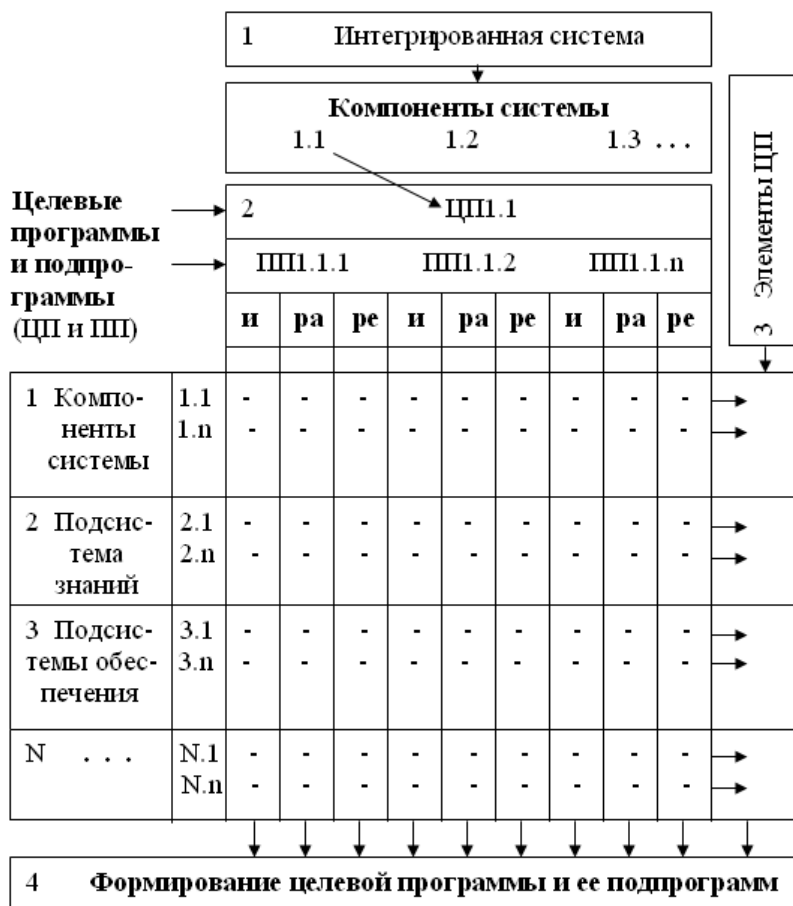 1 Интегрированная система
Компоненты системы
1.1 1.2 1.3 . . .
Целевые
программы
и подпро-
граммы
(ЦП и ПП)
2 ЦП1.1
ПП1.1.1 ПП1.1.2 ПП1.1.n
и ра ре и ра ре и ра ре
3 Элементы ЦП
1 Компо- 1.1 - - - - - - - - -
ненты 1.n - - - - - - - - -
системы
2 Подсис- 2.1 - - - - - - - - -
тема 2.n - - - - - - - - -
знаний
3 Подсис- 3.1 - - - - - - - - -
темы обес- 3.n - - - - - - - - -
печения
N . . . N.1 - - - - - - - - -
N.n - - - - - - - - -
4 Формирование целевой программы и ее подпрограмм